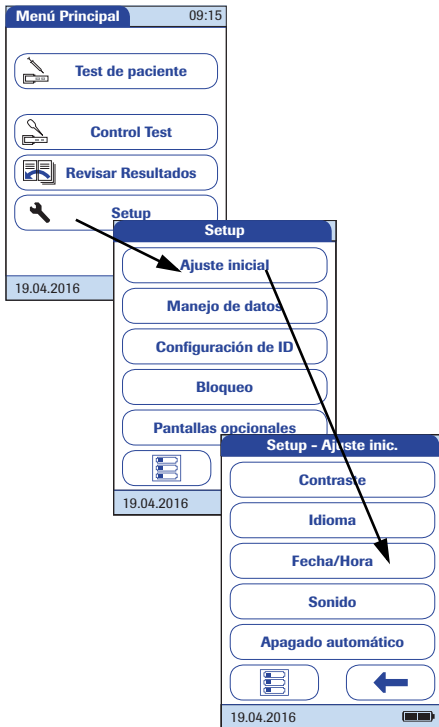 Menú Principal
09:15
Test de paciente
Control Test
Revisar Resultados
Setup
19.04.2016
Setup
Ajuste inicial
Manejo de datos
Configuración de ID
Bloqueo
Pantallas opcionales
19.04.2016
Setup - Ajuste inic.
Contraste
Idioma
Fecha/Hora
Sonido
Apagado automático
19.04.2016